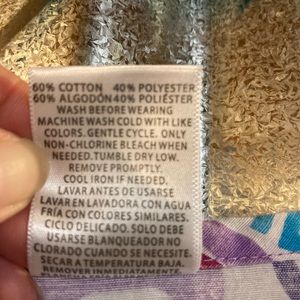 60% COTTON 40% POLYESTER
60% ALGODÓN 40% POLIÉSTER
WASH BEFORE WEARING
MACHINE WASH COLD WITH LIKE
COLORS. GENTLE CYCLE. ONLY
NON-CHLORINE BLEACH WHEN
NEEDED. TUMBLE DRY LOW.
REMOVE PROMPTLY.
COOL IRON IF NEEDED.
LAVAR ANTES DE USARSE
LAVAR EN LAVADORA CON AGUA
FRÍA CON COLORES SIMILARES.
CICLO DELICADO. SOLO DEBE
USARSE BLANQUEADOR NO
CLORADO CUANDO SE NECESITE.
SECAR A TEMPERATURA BAJA.
REMOVER INMEDIATAMENTE.
PLANCHA